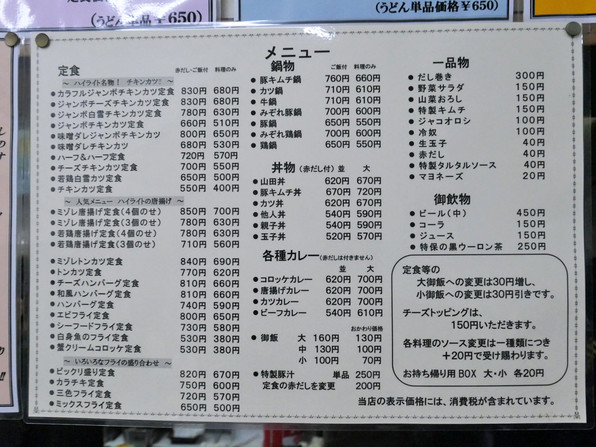 (うどん単品価格￥650)
(うどん単品価格￥650)
メニュー
定食 赤だし・ご飯付 料理のみ
～ ハイライト名物！ チキンカツ! ～
・カラフルジャンボチキンカツ定食 830円 680円
・ジャンボチーズチキンカツ定食 830円 680円
・ジャンボ白雪チキンカツ定食 780円 630円
・ジャンボチキンカツ定食 660円 510円
・味噌ダレジャンボチキンカツ 680円 530円
・味噌ダレチキンカツ 580円 430円
・ハーフ&ハーフ定食 720円 570円
・チーズチキンカツ定食 700円 550円
・若鶏白雪カツ定食 650円 500円
・チキンカツ定食 550円 400円
～ 人気メニュー ハイライトの唐揚げ ～
・ミゾレ唐揚げ定食(4個のせ) 850円 700円
・ミゾレ唐揚げ定食(3個のせ) 780円 630円
・若鶏唐揚げ定食(4個のせ) 780円 630円
・若鶏唐揚げ定食(3個のせ) 710円 560円
・ミゾレトンカツ定食 840円 690円
・トンカツ定食 770円 620円
・チーズハンバーグ定食 810円 660円
・和風ハンバーグ定食 810円 660円
・ハンバーグ定食 740円 590円
・エビフライ定食 650円 500円
・シーフードフライ定食 580円 430円
・白身魚のフライ定食 530円 380円
・蟹クリームコロッケ定食 530円 380円
～ いろいろなフライの盛り合わせ ～
・ビックリ盛り定食 820円 670円
・カラチキ定食 750円 600円
・三色フライ定食 720円 570円
・ミックスフライ定食 650円 500円
鍋物 ご飯付 料理のみ
・豚キムチ鍋 760円 660円
・カツ鍋 710円 610円
・牛鍋 710円 610円
・みぞれ豚鍋 700円 600円
・豚鍋 650円 550円
・みぞれ鶏鍋 700円 600円
・鶏鍋 650円 550円
丼物 (赤だし付) 並 大
・山田丼 620円 670円
・豚キムチ丼 670円 720円
・カツ丼 620円 670円
・他人丼 540円 590円
・親子丼 540円 590円
・玉子丼 520円 570円
各種カレー (赤だしは付きません)
並 大
・コロッケカレー 620円 700円
・唐揚げカレー 620円 700円
・カツカレー 620円 700円
・ビーフカレー 540円 610円
おかわり価格
・御飯 大 160円 130円
中 130円 100円
小 100円 70円
・特製豚汁 単品 250円
定食の赤だしを変更 200円
一品物
・だし巻き 300円
・野菜サラダ 150円
・山菜おろし 150円
・特製キムチ 150円
・ジャコオロシ 100円
・冷奴 100円
・生玉子 40円
・赤だし 40円
・特製タルタルソース 40円
・マヨネーズ 20円
御飲物
・ビール(中) 450円
・コーラ 150円
・ジュース 150円
・特保の黒ウーロン茶 250円
定食等の
大御飯への変更は30円増し、
小御飯への変更は30円引きです。
チーズトッピングは、
150円いただきます。
各料理のソース変更は一種類につき
+20円で受け賜わります。
お持ち帰り用 BOX 大・小 各20円
当店の表示価格には、消費税が含まれています。